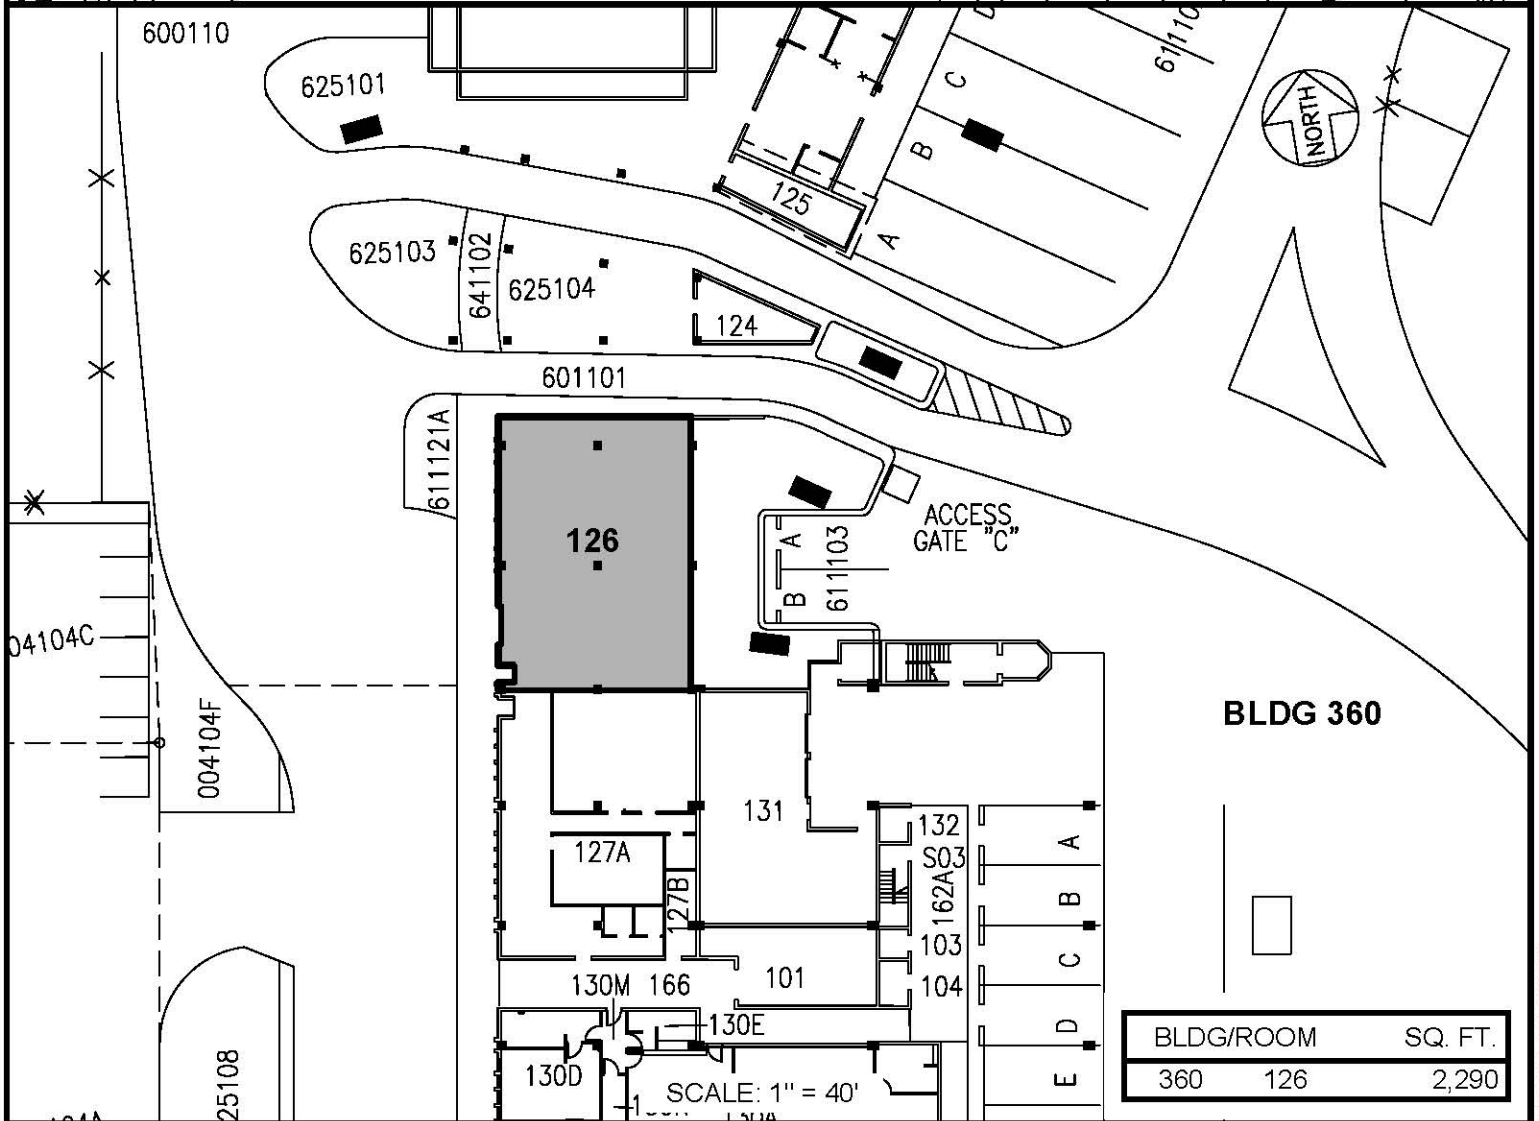 600110
625101
D
61110
C
NORTH
B
125
A
625103
641102
625104
124
601101
611121A
126
ACCESS
GATE "C"
A
611103
B
04104C
004104F
BLDG 360
131
132
A
127A
S03
162A
127B
B
103
C
130M 166
101
104
130E
D
BLDG/ROOM SQ. FT.
130D
25108
E
360 126 2,290
SCALE: 1" = 40'